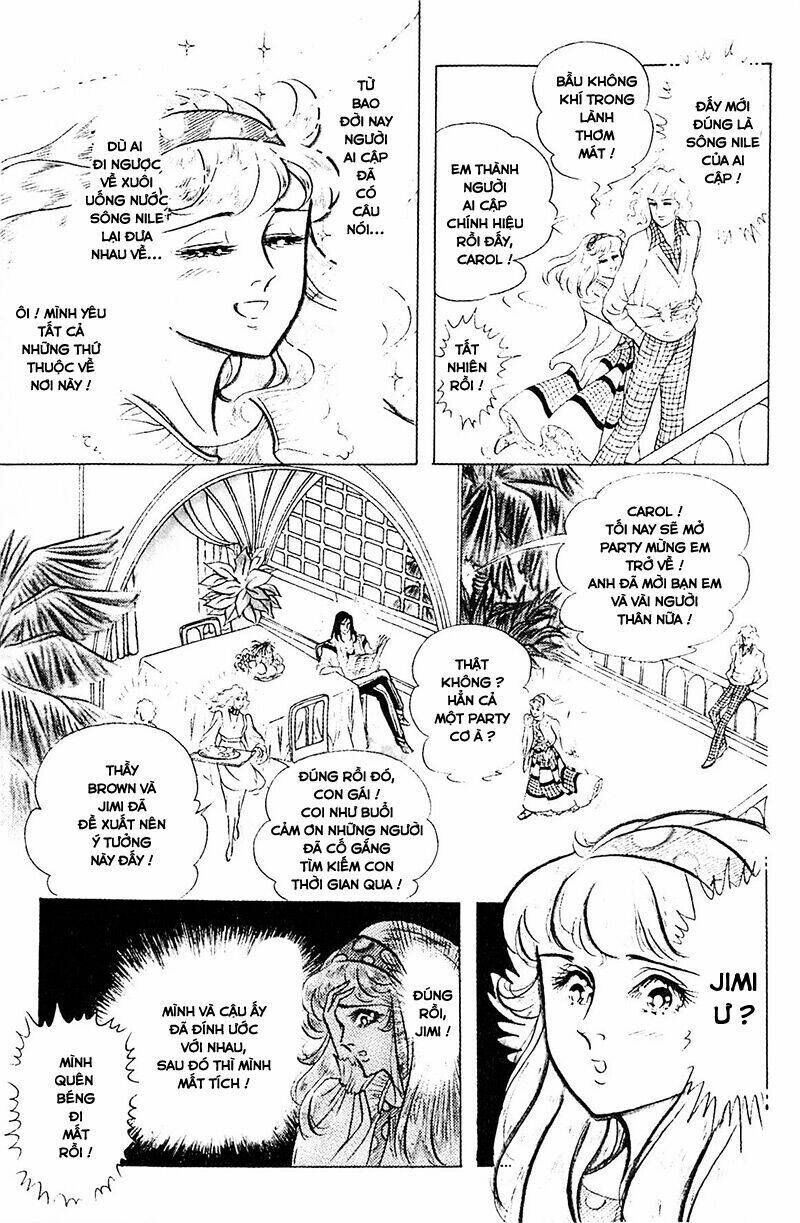 ĐẤY MỚI
ĐÚNG LÀ
SÔNG NILE
CỦA AI
CẬP !
BẦU KHÔNG
KHÍ TRONG
LÀNH
THƠM
MÁT !
EM THÀNH
NGƯỜI
AI CẬP
CHÍNH HIỆU
RỒI ĐẤY,
CAROL !
TẤT
NHIÊN
RỒI !
TỪ
BAO
ĐỜI NAY
NGƯỜI
AI CẬP
ĐÃ
CÓ
CÂU
NÓI...
DÙ AI
ĐI NGƯỢC
VỀ XUÔI
UỐNG NƯỚC
SÔNG NILE
LẠI ĐƯA
NHAU VỀ...
ÔI ! MÌNH YÊU
TẤT CẢ
NHỮNG THỨ
THUỘC VỀ
NƠI NÀY !
CAROL !
TỐI NAY SẼ MỞ
PARTY MỪNG EM
TRỞ VỀ !
ANH ĐÃ MỜI BẠN EM
VÀ VÀI NGƯỜI
THÂN NỮA !
THẬT
KHÔNG ?
HẲN CẢ
MỘT PARTY
CƠ À ?
ĐÚNG RỒI ĐÓ,
CON GÁI !
COI NHƯ BUỔI
CẢM ƠN NHỮNG NGƯỜI
ĐÃ CỐ GẮNG
TÌM KIẾM CON
THỜI GIAN QUA !
THẦY
BROWN VÀ
JIMI ĐÃ
ĐỀ XUẤT NÊN
Ý TƯỞNG
NÀY ĐẤY !
JIMI
Ư ?
...
ĐÚNG
RỒI,
JIMI !
MÌNH VÀ CẬU ẤY
ĐÃ ĐÍNH ƯỚC
VỚI NHAU,
SAU ĐÓ THÌ MÌNH
MẤT TÍCH !
MÌNH
QUÊN
BÉNG
ĐI
MẤT
RỒI !